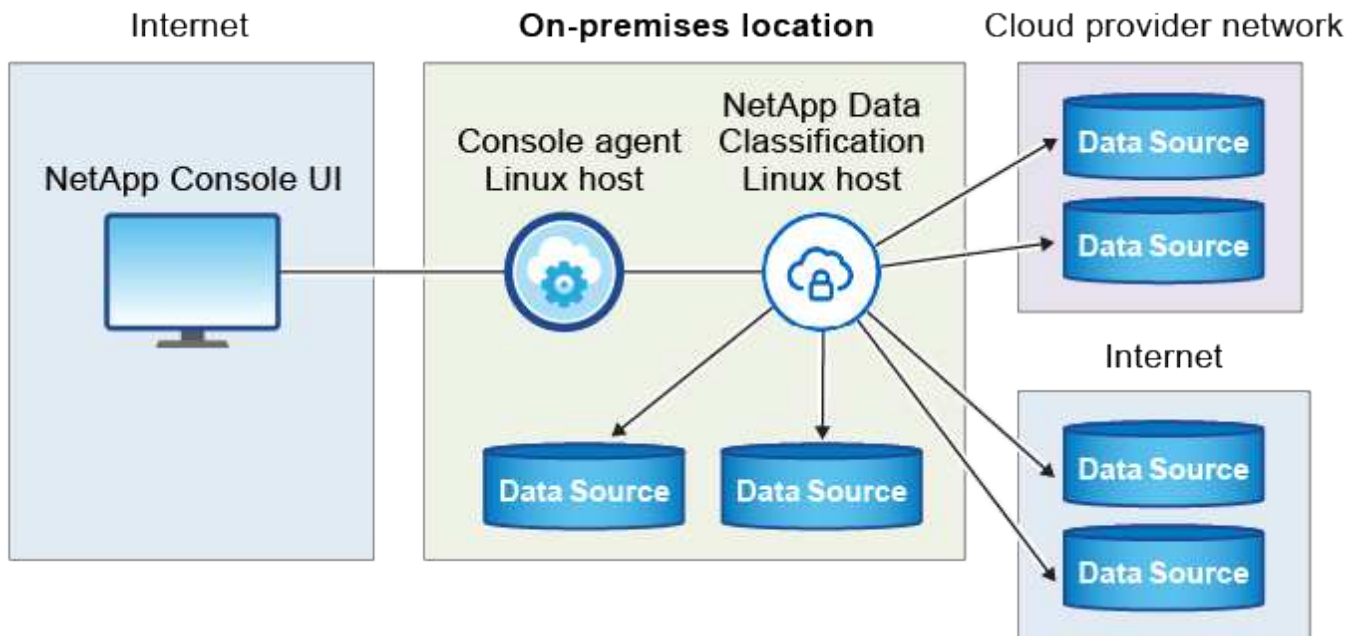 Internet
On-premises location
Cloud provider network
NetApp Console UI
Console agent
Linux host
NetApp Data
Classification
Linux host
Data Source
Data Source
Data Source
Data Source
Internet
Data Source
Data Source